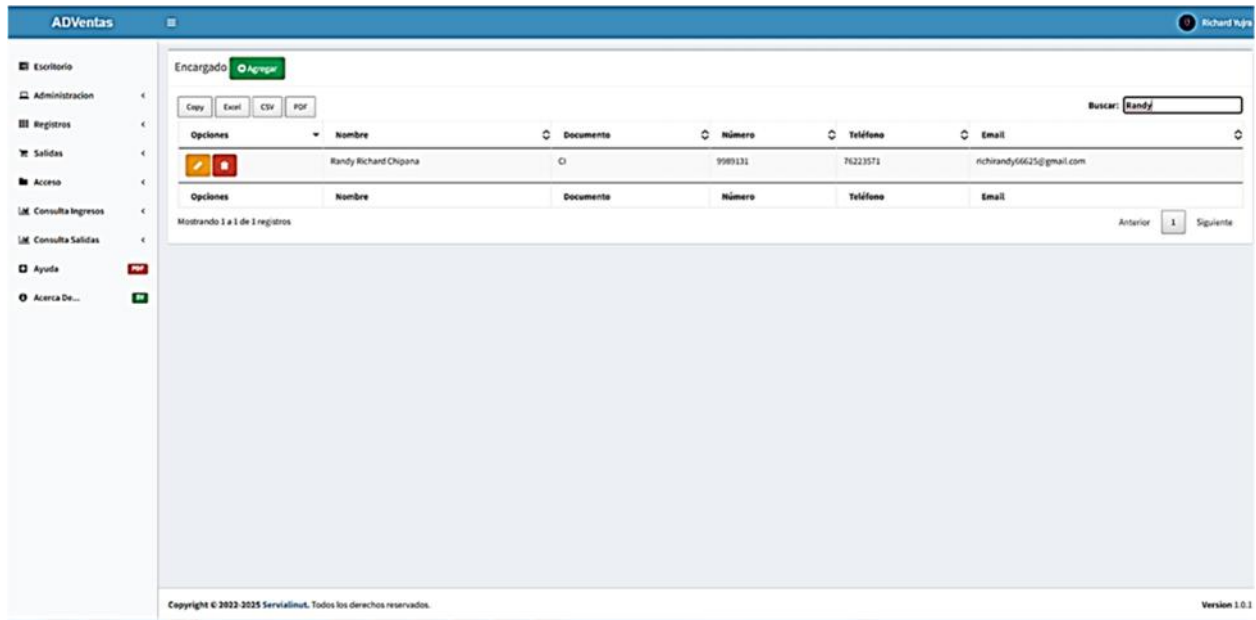 ADVentas
Richard Yujra
Escritorio
Administracion
Registros
Salidas
Acceso
Consulta Ingresos
Consulta Salidas
Ayuda PDF
Acerca De...
Encargado Agregar
Copy Excel CSV PDF
Buscar: Randy
Opciones Nombre Documento Número Teléfono Email
Randy Richard Chipana CI 9989131 76223571 richirandy66625@gmail.com
Opciones Nombre Documento Número Teléfono Email
Mostrando 1 a 1 de 1 registros
Anterior 1 Siguiente
Copyright © 2022-2025 Servialinut. Todos los derechos reservados.
Version 1.0.1